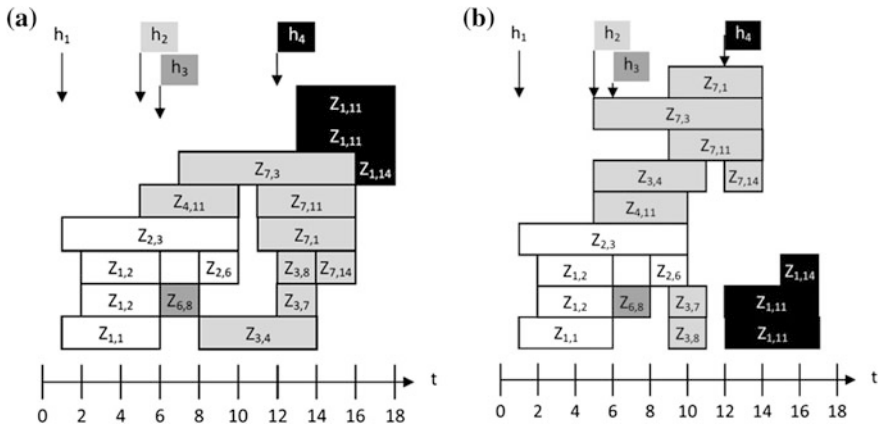 (a)
h1
h2
h3
h4
Z1,11
Z1,11
Z7,3
Z1,14
Z4,11
Z7,11
Z2,3
Z7,1
Z1,2
Z2,6
Z3,8
Z7,14
Z1,2
Z6,8
Z3,7
Z1,1
Z3,4
t
0 2 4 6 8 10 12 14 16 18
(b)
h1
h2
h3
h4
Z7,1
Z7,3
Z7,11
Z3,4
Z7,14
Z4,11
Z2,3
Z1,2
Z2,6
Z1,14
Z1,2
Z6,8
Z3,7
Z1,11
Z1,1
Z3,8
Z1,11
t
0 2 4 6 8 10 12 14 16 18